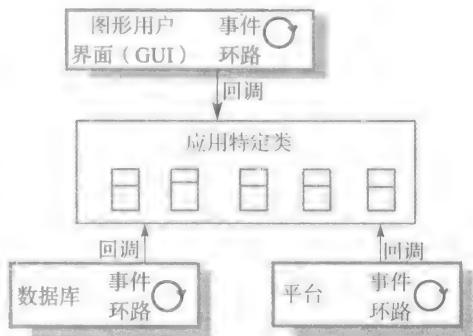 图形用户 事件
界面（GUI） 环路
回调
应用特定类
回调
回调
数据库 事件
环路
平台 事件
环路